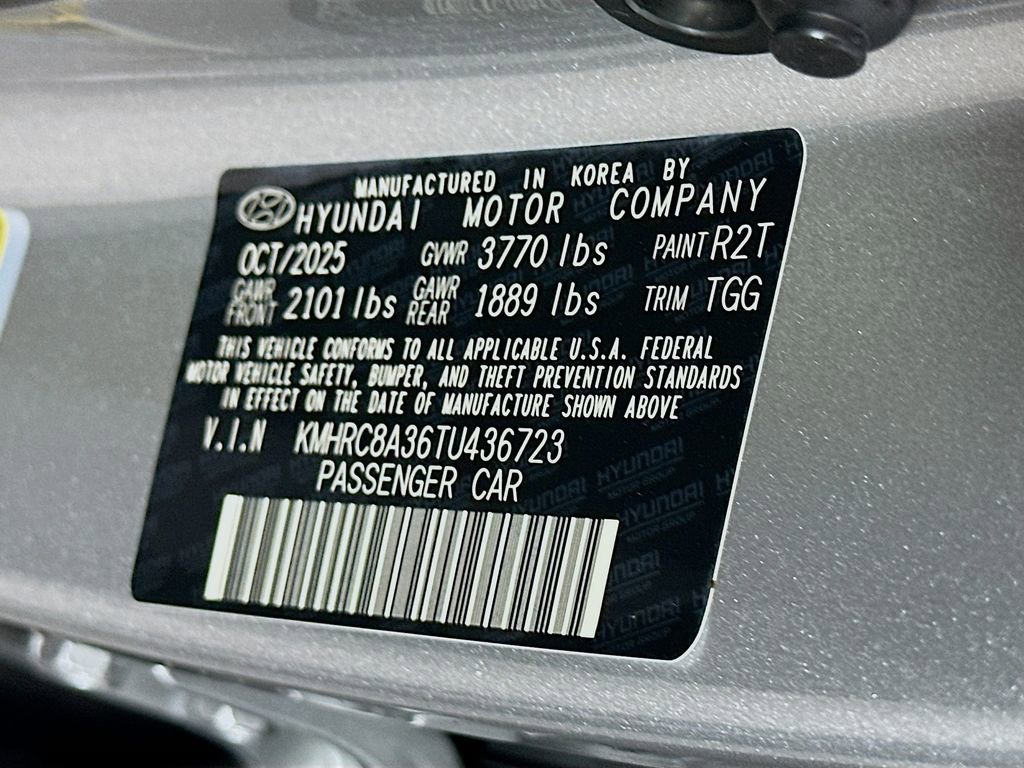 MANUFACTURED IN KOREA BY
HYUNDAI MOTOR COMPANY
OCT/2025 GVWR 3770 lbs PAINT R2T
GAWR FRONT 2101 lbs GAWR REAR 1889 lbs TRIM TGG
THIS VEHICLE CONFORMS TO ALL APPLICABLE U.S.A. FEDERAL
MOTOR VEHICLE SAFETY, BUMPER, AND THEFT PREVENTION STANDARDS
IN EFFECT ON THE DATE OF MANUFACTURE SHOWN ABOVE
V.I.N KMHRC8A36TU436723
PASSENGER CAR